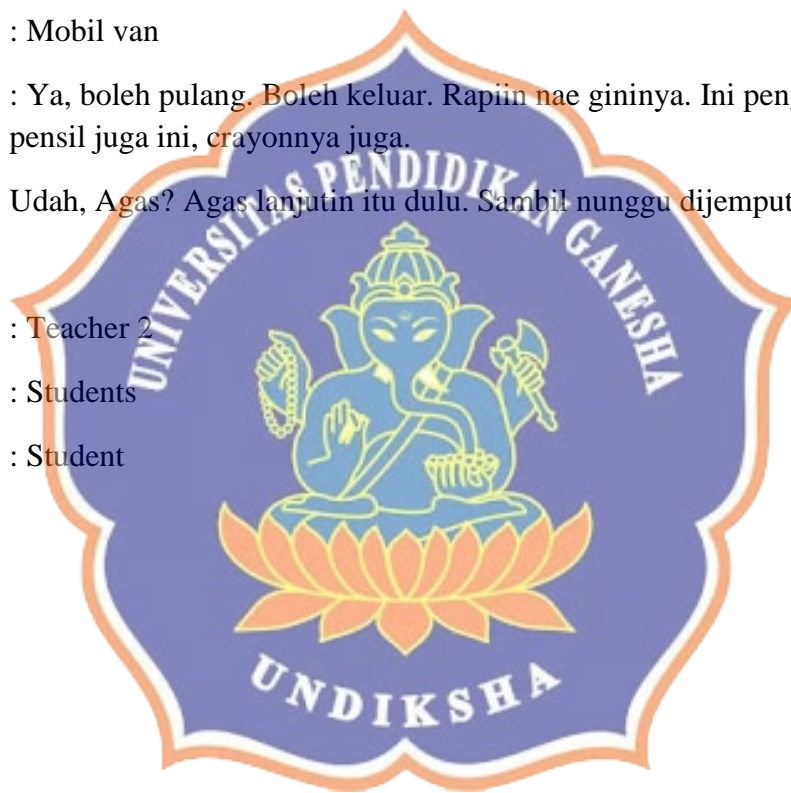 : Mobil van
: Ya, boleh pulang. Boleh keluar. Rapiin nae gininya. Ini peng
pensil juga ini, crayonnya juga.
Udah, Agas? Agas lanjutin itu dulu. Sambil nunggu dijemput
UNIVERSITAS PENDIDIKAN GANESHA
: Teacher 2
: Students
: Student
UNDIKSHA